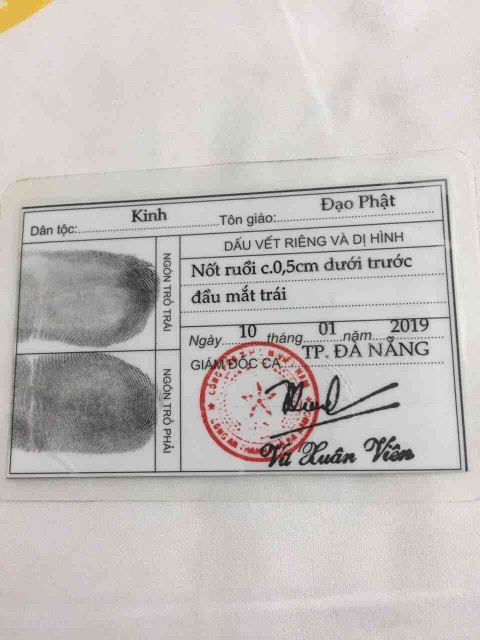 Dân tộc: Kinh Tôn giáo: Đạo Phật
NGÓN TRỎ TRÁI
NGÓN TRỎ PHẢI
DẤU VẾT RIÊNG VÀ DỊ HÌNH
Nốt ruồi c.0,5cm dưới trước
đầu mắt trái
Ngày 10 tháng 01 năm 2019
GIÁM ĐỐC CA TP. ĐÀ NẴNG
Vũ Xuân Viên